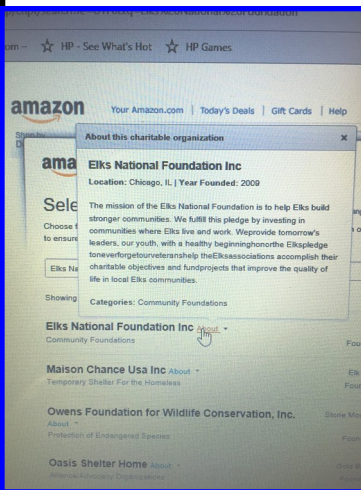 HP - See What's Hot HP Games
amazon Your Amazon.com | Today's Deals | Gift Cards | Help
Shop by
About this charitable organization x
ama
Elks National Foundation Inc
Location: Chicago, IL | Year Founded: 2009
Sele
The mission of the Elks National Foundation is to help Elks build
stronger communities. We fulfill this pledge by investing in
Choose
communities where Elks live and work. Weprovide tomorrow's
to ensure
leaders, our youth, with a healthy beginninghonorthe Elkspledge
toneverforgetourveteranshelp theElksassociations accomplish their
Elks Na
charitable objectives and fundprojects that improve the quality of
life in local Elks communities.
Showing
Categories: Community Foundations
Elks National Foundation Inc About
Community Foundations
Maison Chance Usa Inc About
Temporary Shelter For the Homeless
Owens Foundation for Wildlife Conservation, Inc.
About
Protection of Endangered Species
Oasis Shelter Home About